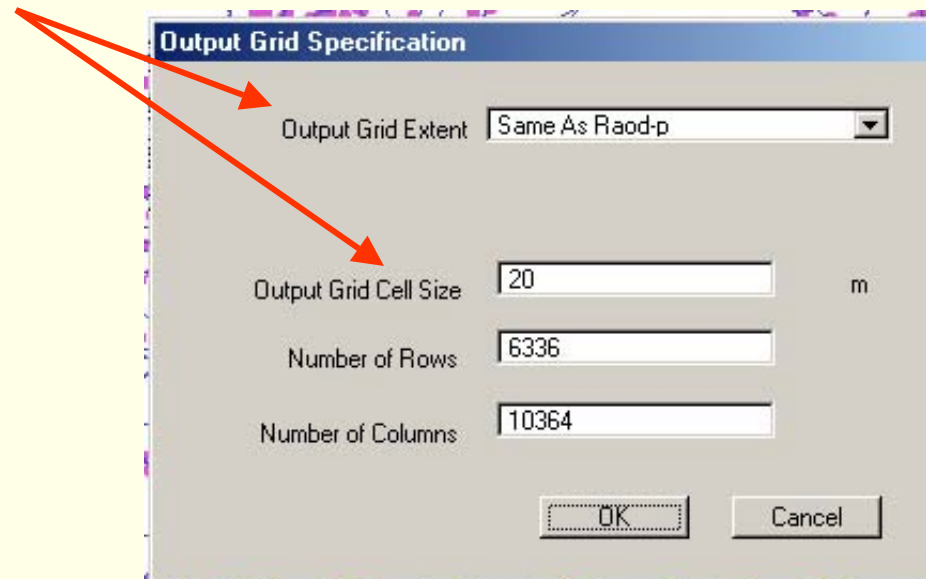 Output Grid Specification
Output Grid Extent Same As Raod-p
Output Grid Cell Size 20 m
Number of Rows 6336
Number of Columns 10364
OK Cancel